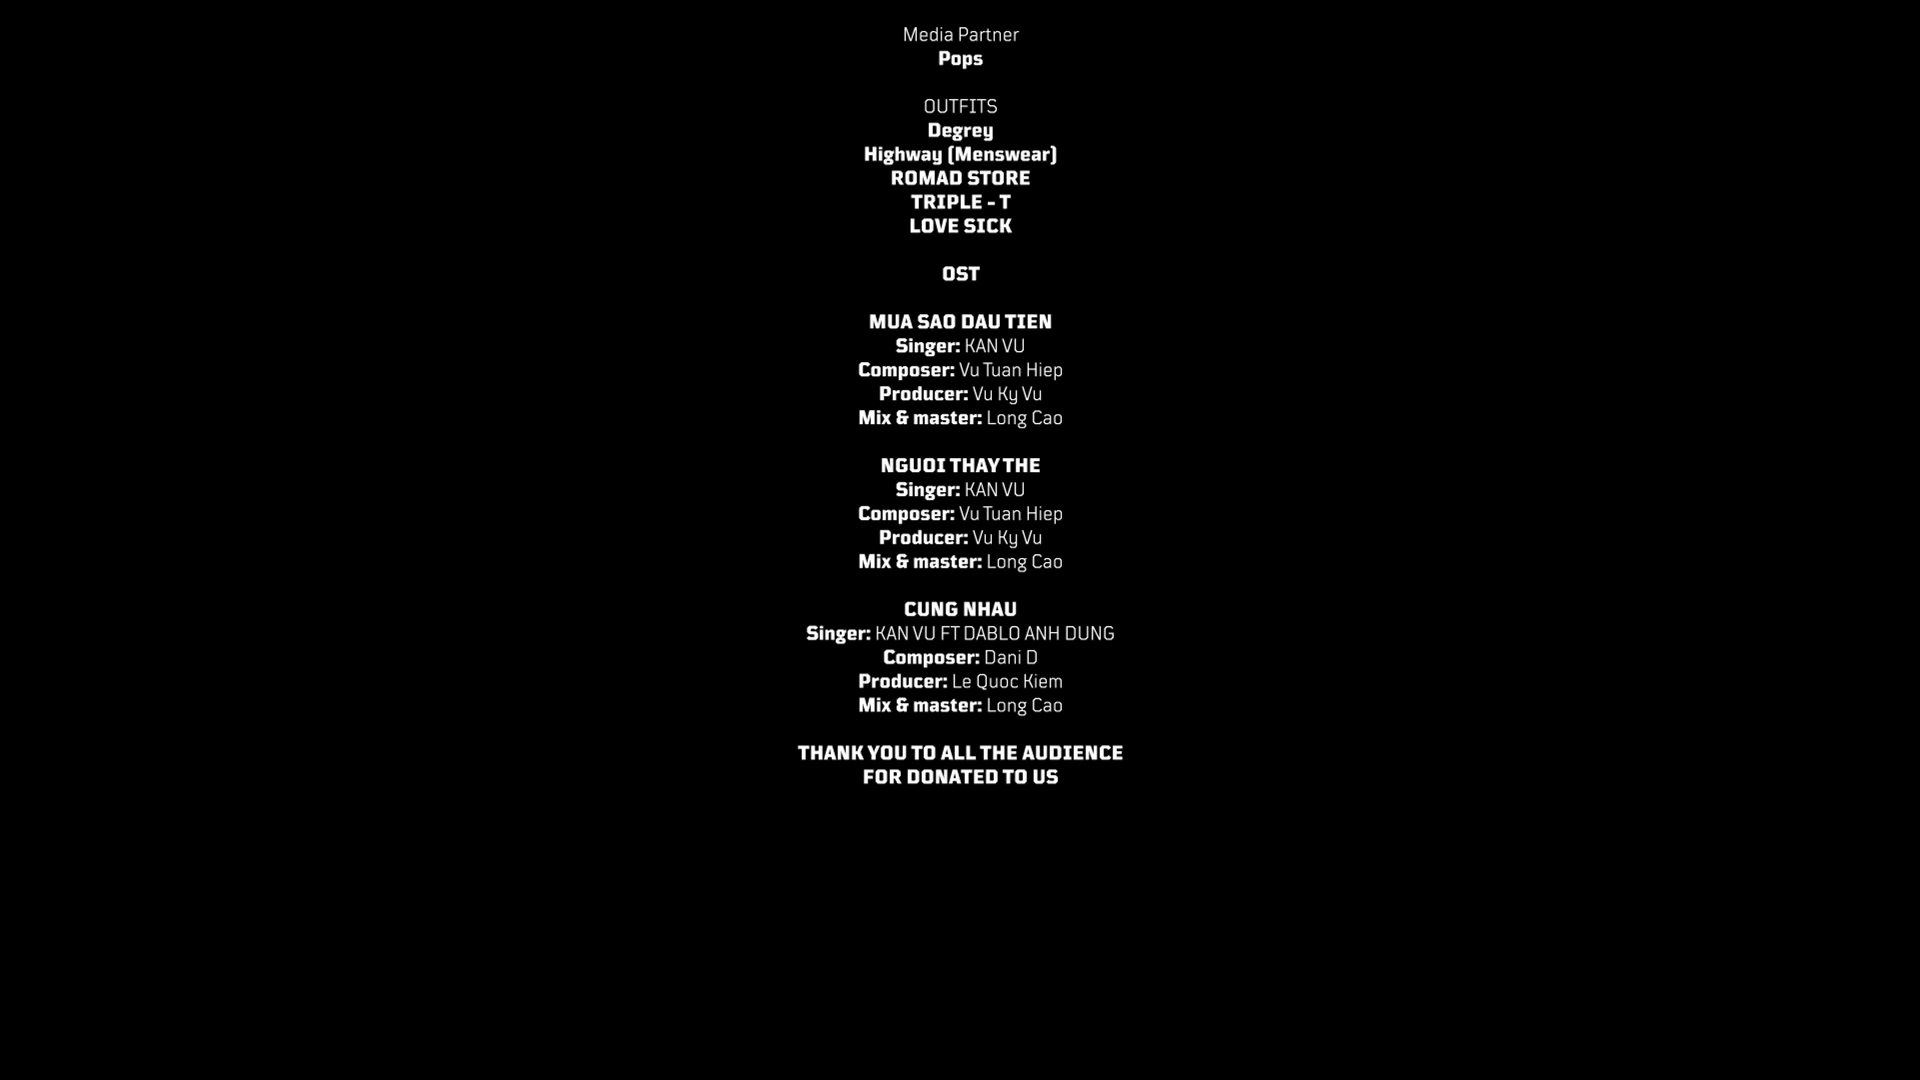 Media Partner
Pops
OUTFITS
Degrey
Highway (Menswear)
ROMAD STORE
TRIPLE - T
LOVE SICK
OST
MUA SAO DAU TIEN
Singer: KAN VU
Composer: Vu Tuan Hiep
Producer: Vu Ky Vu
Mix & master: Long Cao
NGUOI THAY THE
Singer: KAN VU
Composer: Vu Tuan Hiep
Producer: Vu Ky Vu
Mix & master: Long Cao
CUNG NHAU
Singer: KAN VU FT DABLO ANH DUNG
Composer: Dani D
Producer: Le Quoc Kiem
Mix & master: Long Cao
THANK YOU TO ALL THE AUDIENCE
FOR DONATED TO US